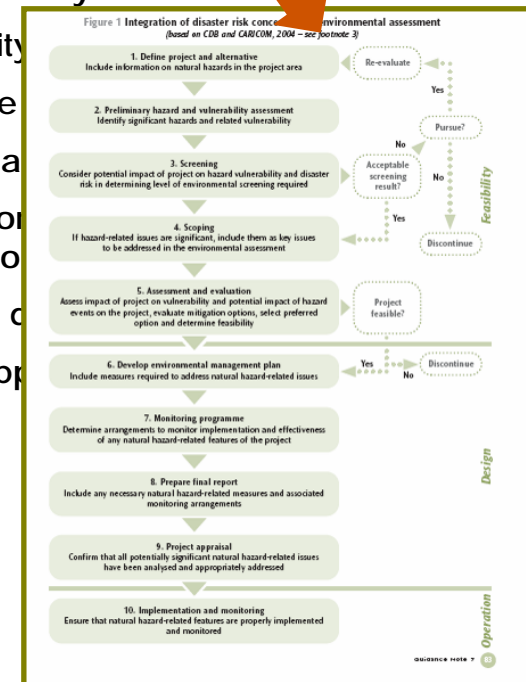 y
ity
e
a
or
o
c
op
Figure 1 Integration of disaster risk conce environmental assessment
(based on CDB and CARICOM, 2004 – see footnote 3)
1. Define project and alternative
Include information on natural hazards in the project area
Re-evaluate
Yes
2. Preliminary hazard and vulnerability assessment
Identify significant hazards and related vulnerability
Pursue?
No
3. Screening
Consider potential impact of project on hazard vulnerability and disaster
risk in determining level of environmental screening required
Acceptable
screening
result?
No
Feasibility
Yes
4. Scoping
If hazard-related issues are significant, include them as key issues
to be addressed in the environmental assessment
Discontinue
5. Assessment and evaluation
Assess impact of project on vulnerability and potential impact of hazard
events on the project, evaluate mitigation options, select preferred
option and determine feasibility
Project
feasible?
6. Develop environmental management plan
Include measures required to address natural hazard-related issues
Yes
No
Discontinue
7. Monitoring programme
Determine arrangements to monitor implementation and effectiveness
of any natural hazard-related features of the project
Design
8. Prepare final report
Include any necessary natural hazard-related measures and associated
monitoring arrangements
9. Project appraisal
Confirm that all potentially significant natural hazard-related issues
have been analysed and appropriately addressed
10. Implementation and monitoring
Ensure that natural hazard-related features are properly implemented
and monitored
Operation
Guidance Note 7